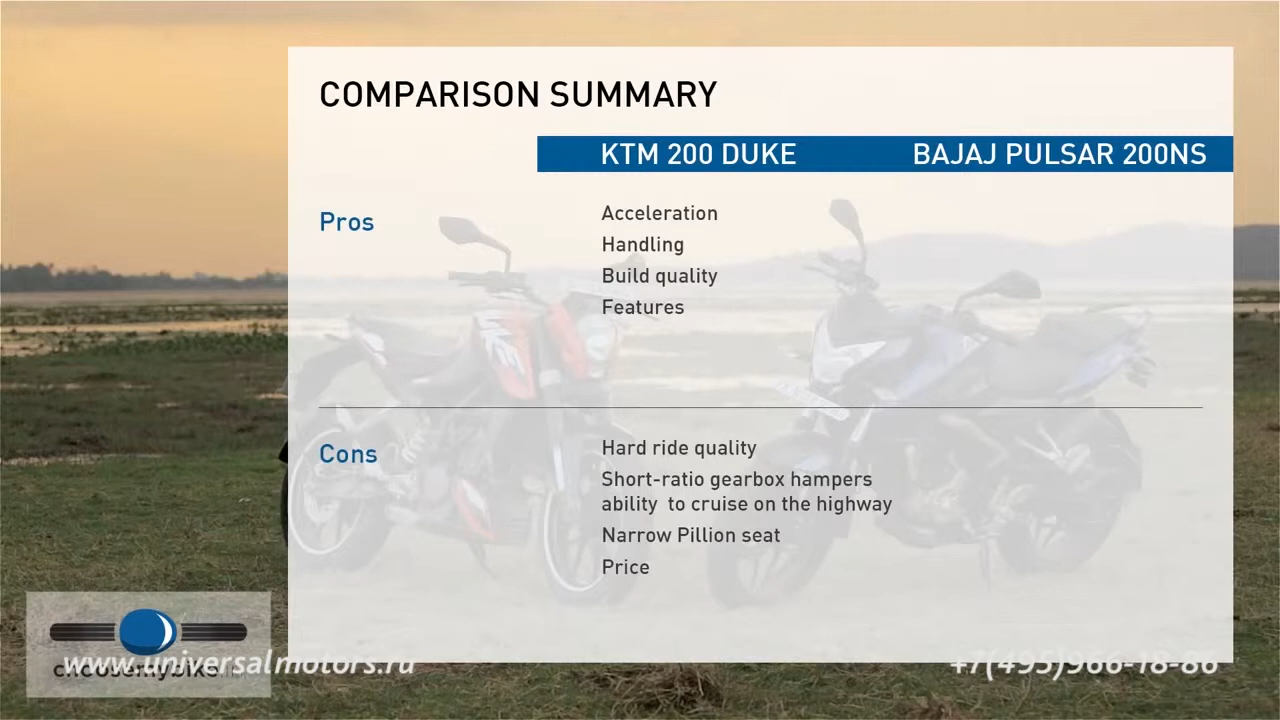 COMPARISON SUMMARY
KTM 200 DUKE BAJAJ PULSAR 200NS
Pros
Acceleration
Handling
Build quality
Features
Cons
Hard ride quality
Short-ratio gearbox hampers
ability to cruise on the highway
Narrow Pillion seat
Price
www.universalmotors.ru
+7(495)966-18-86